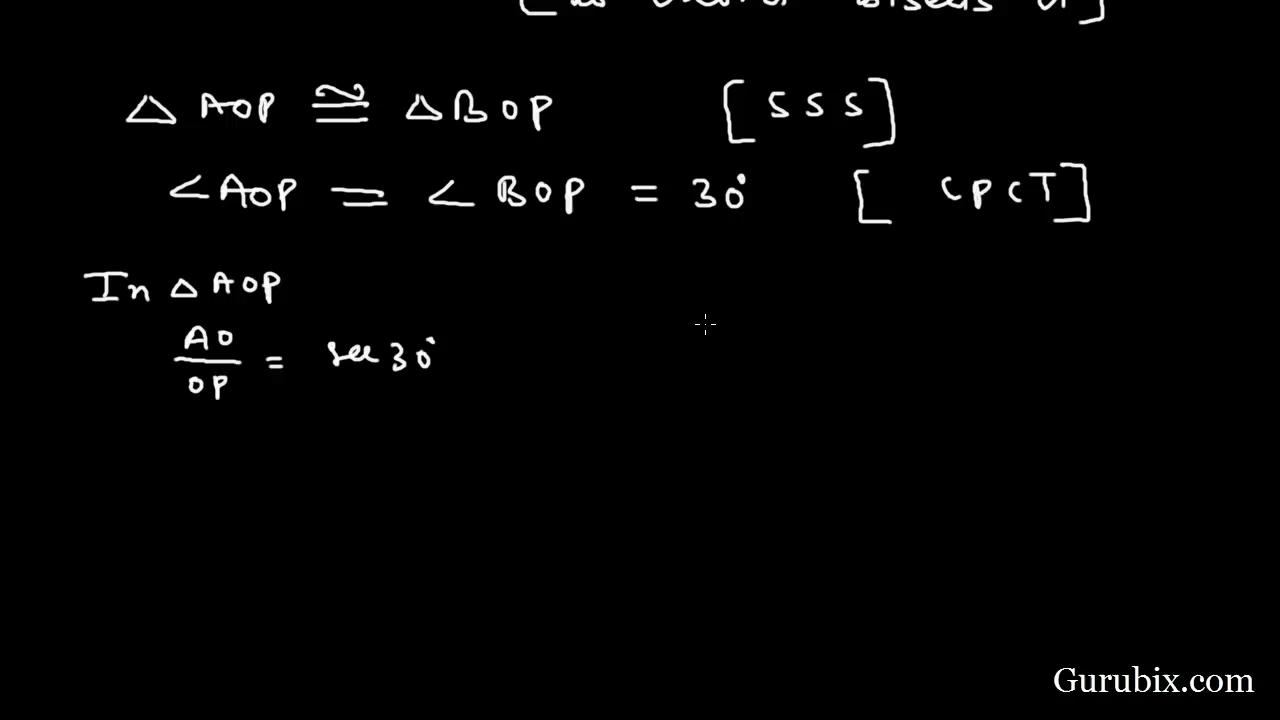 △ AOP ≅ △ BOP [SSS]
∠AOP = ∠BOP = 30° [CPCT]
In △ AOP
AO/OP = sec 30°
Gurubix.com